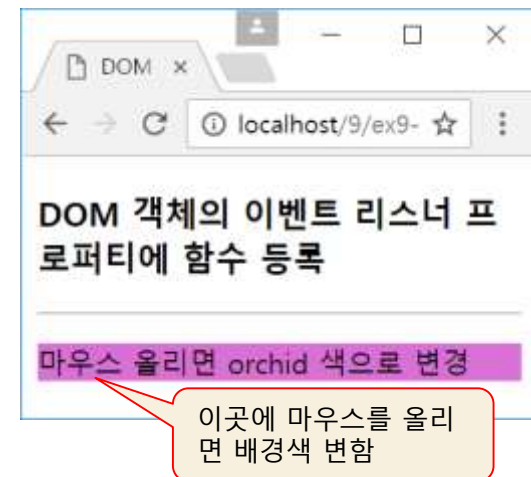 DOM ×
localhost/9/ex9-
DOM 객체의 이벤트 리스너 프
로퍼티에 함수 등록
마우스 올리면 orchid 색으로 변경
이곳에 마우스를 올리
면 배경색 변함